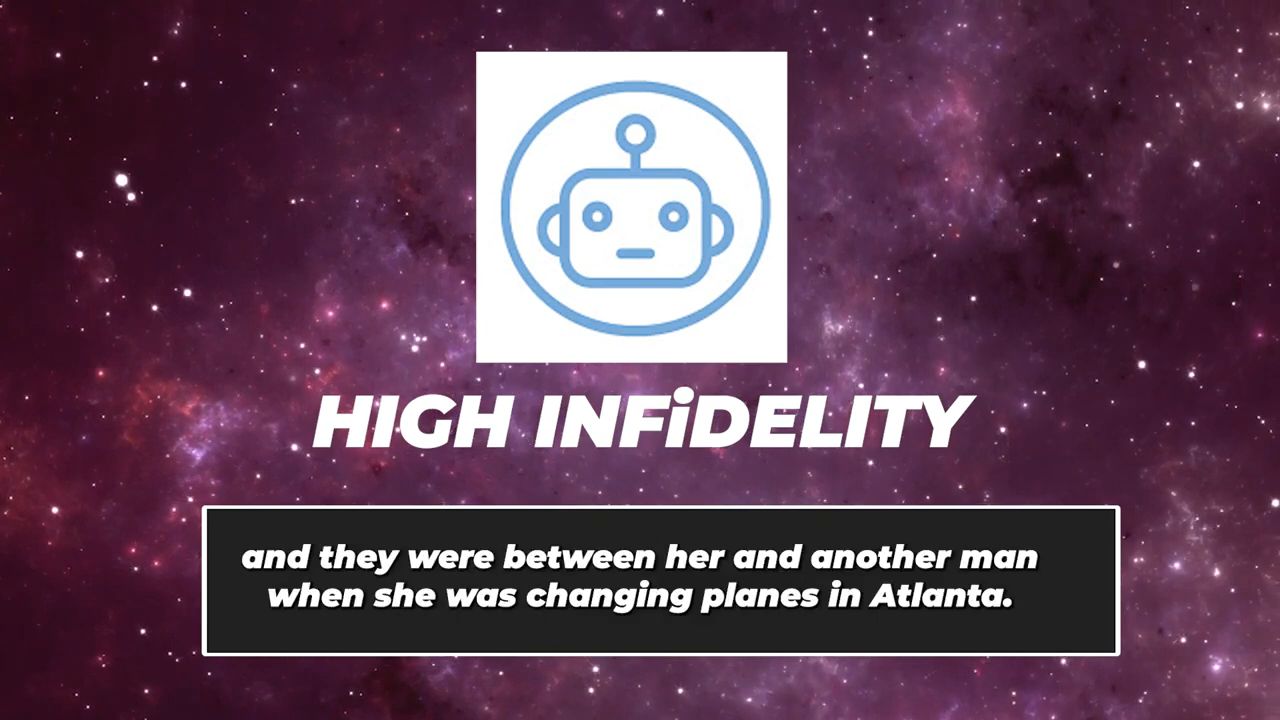 HIGH INFiDELITY
and they were between her and another man
when she was changing planes in Atlanta.